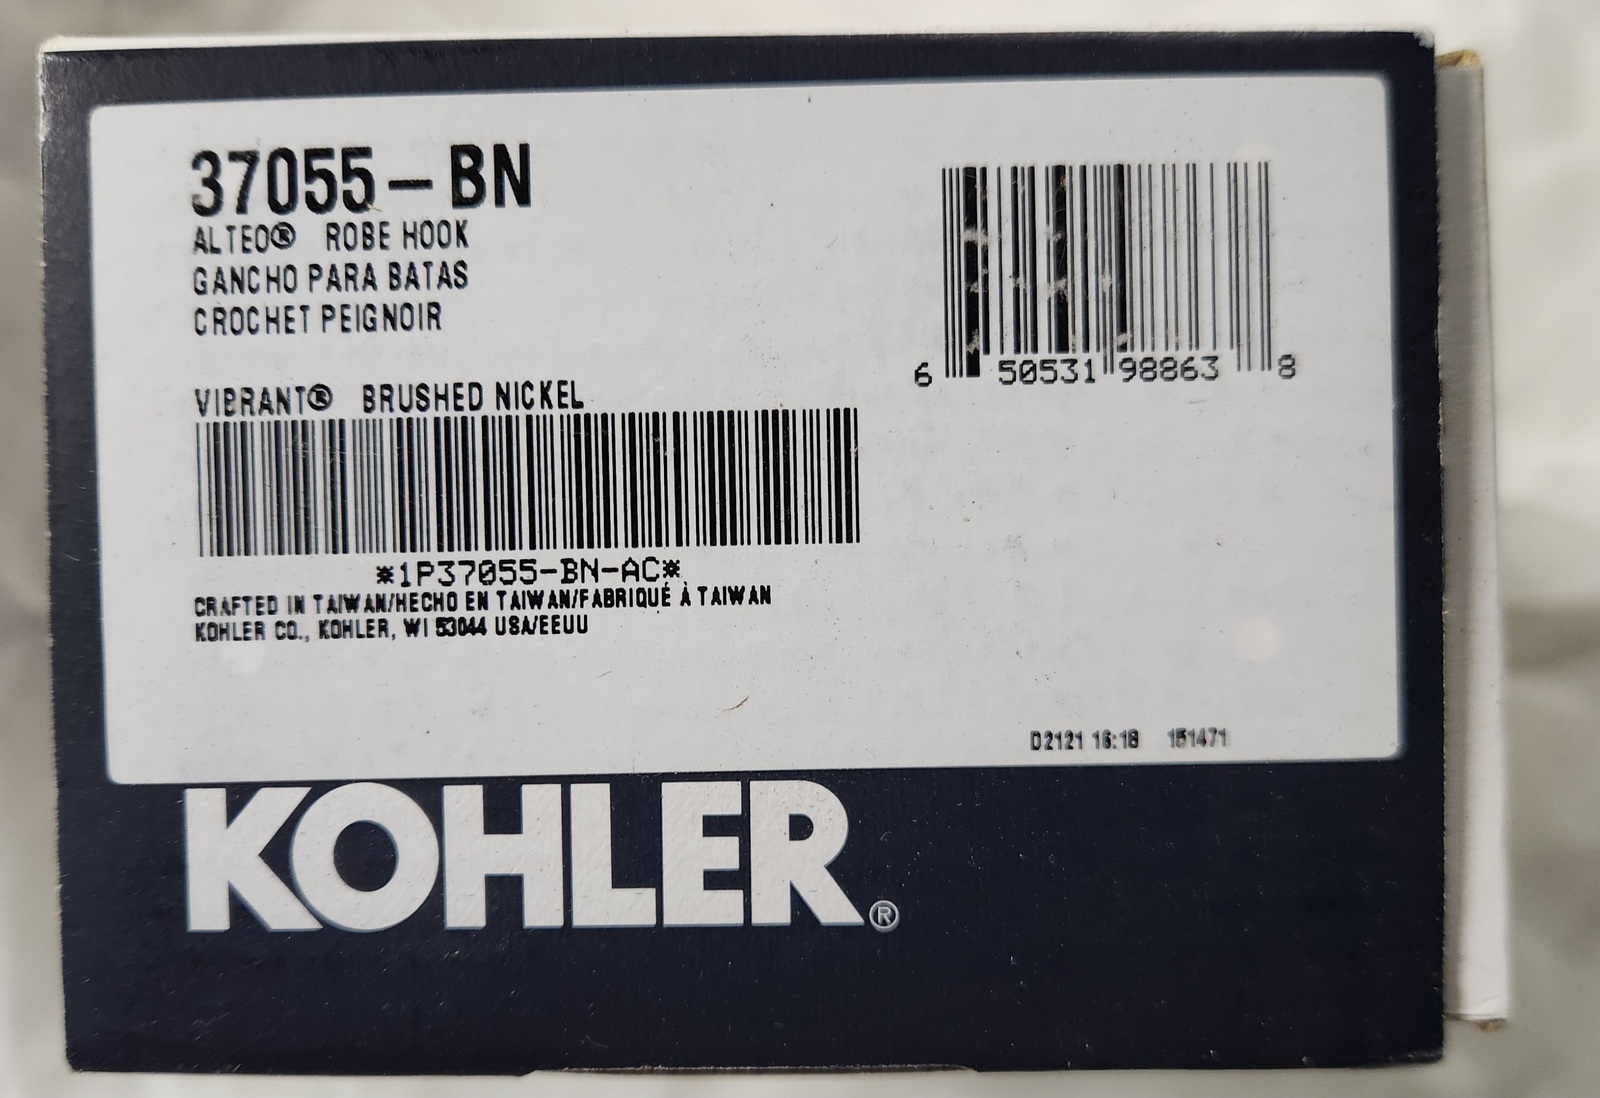 37055-BN
ALTEO® ROBE HOOK
GANCHO PARA BATAS
CROCHET PEIGNOIR
6 50531 98863 8
VIBRANT® BRUSHED NICKEL
*1P37055-BN-AC*
CRAFTED IN TAIWAN/HECHO EN TAIWAN/FABRIQUÉ À TAIWAN
KOHLER CO., KOHLER, WI 53044 USA/EEUU
D2121 16:18 151471
KOHLER®